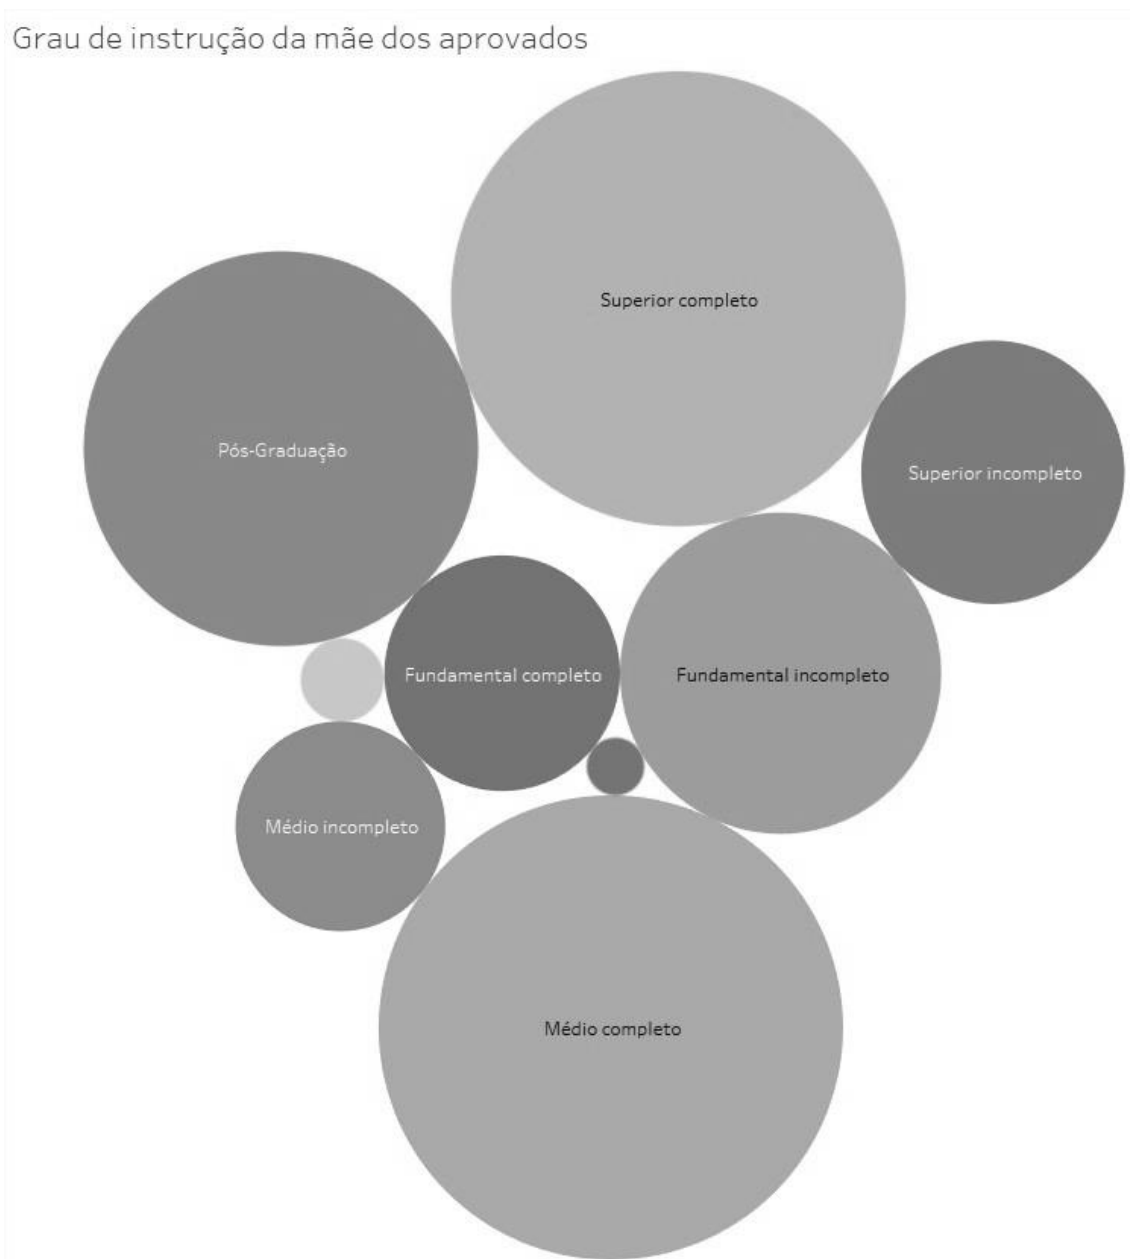 Grau de instrução da mãe dos aprovados
Superior completo
Pós-Graduação
Superior incompleto
Fundamental completo
Fundamental incompleto
Médio incompleto
Médio completo